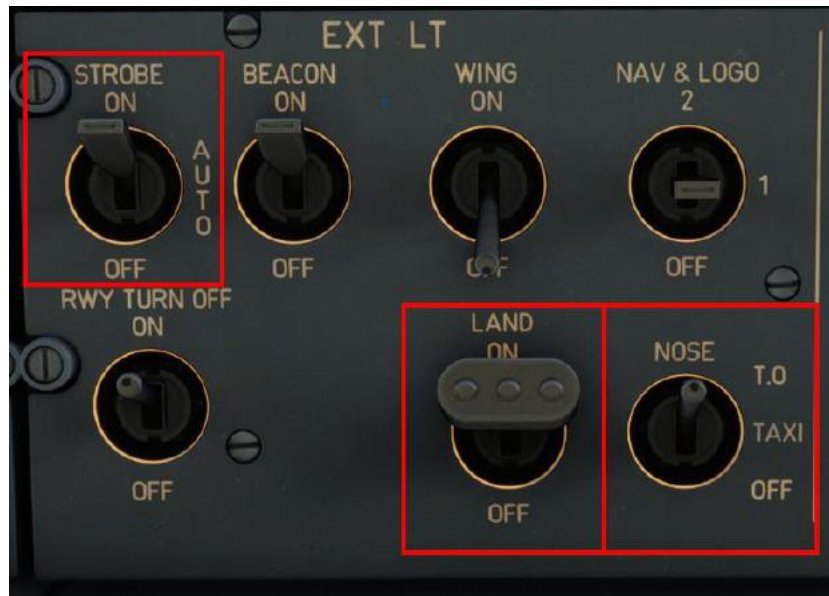 EXT LT
STROBE
ON
AUTO
OFF
BEACON
ON
OFF
WING
ON
OFF
NAV & LOGO
2
1
OFF
RWY TURN OFF
ON
OFF
LAND
ON
OFF
NOSE
T.O
TAXI
OFF